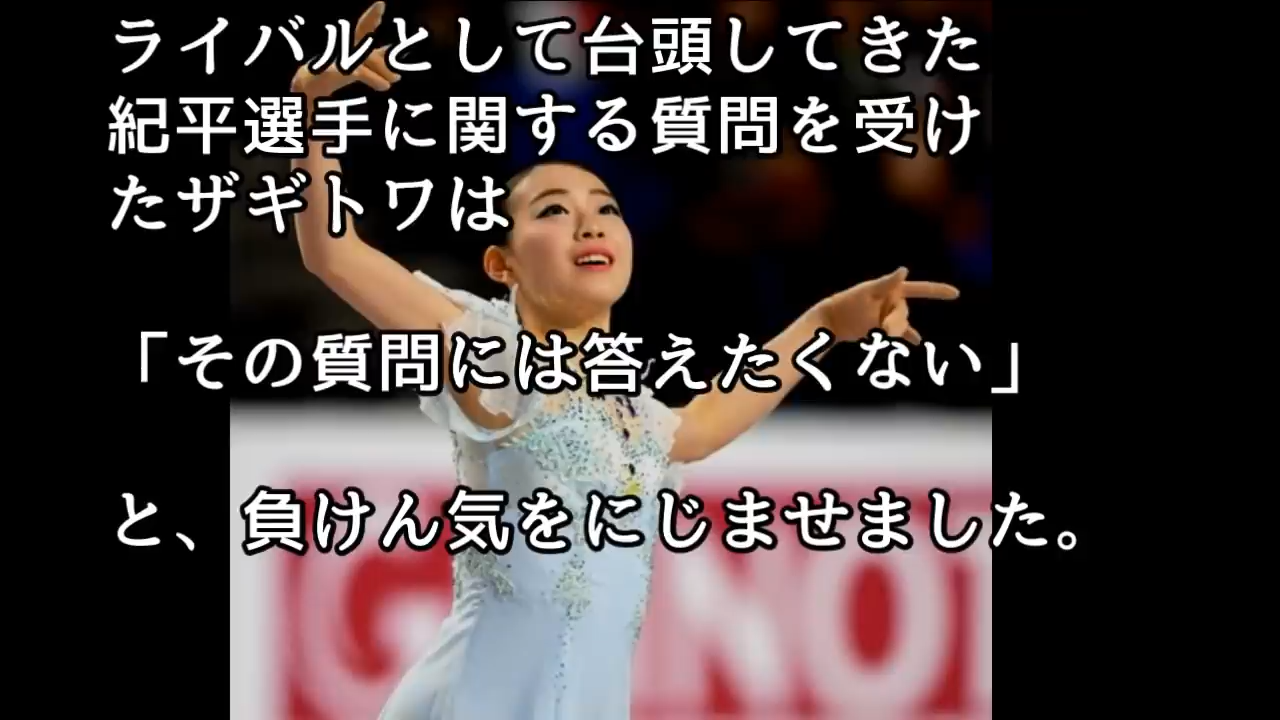 ライバルとして台頭してきた
紀平選手に関する質問を受け
たザギトワは
「その質問には答えたくない」
と、負けん気をにじませました。